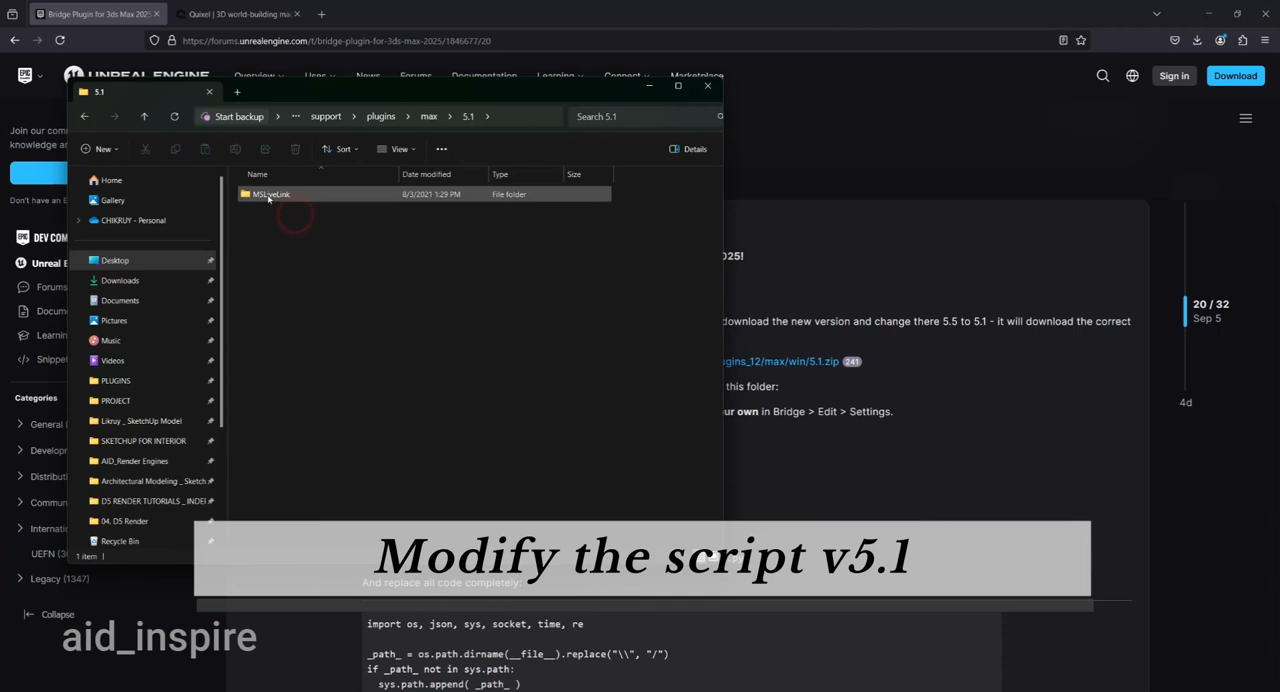 Bridge Plugin for 3ds Max 2025
Quixel | 3D world-building mac
https://forums.unrealengine.com/t/bridge-plugin-for-3ds-max-2025/1846677/20
EPIC
UNREAL ENGINE
Overview
Uses
News
Forums
Documentation
Learning
Connect
Marketplace
Sign in
Download
5.1
Start backup
support
plugins
max
5.1
Search 5.1
New
Sort
View
Details
Name
Date modified
Type
Size
MSLiveLink
8/3/2021 1:29 PM
File folder
Home
Gallery
CHIKRUY - Personal
Desktop
Downloads
Documents
Pictures
Music
Videos
PLUGINS
PROJECT
Likruy _ SketchUp Model
SKETCHUP FOR INTERIOR
AID_Render Engines
Architectural Modeling _ Sketch
D5 RENDER TUTORIALS _ INDEI
04. D5 Render
Recycle Bin
1 item
Join our com
knowledge a
Don't have an E
EPIC
DEV COM
Unreal E
Forums
Docum
Learnin
Snippet
Categories
General
Develop
Distribut
Commun
Internati
UEFN (3
Legacy (1347)
Collapse
025!
download the new version and change there 5.5 to 5.1 - it will download the correct
ugins_12/max/win/5.1.zip 241
this folder:
ur own in Bridge > Edit > Settings.
20 / 32
Sep 5
4d
Modify the script v5.1
And replace all code completely:
import os, json, sys, socket, time, re
_path_ = os.path.dirname(__file__).replace("\\", "/")
if _path_ not in sys.path:
sys.path.append( _path_ )
aid_inspire